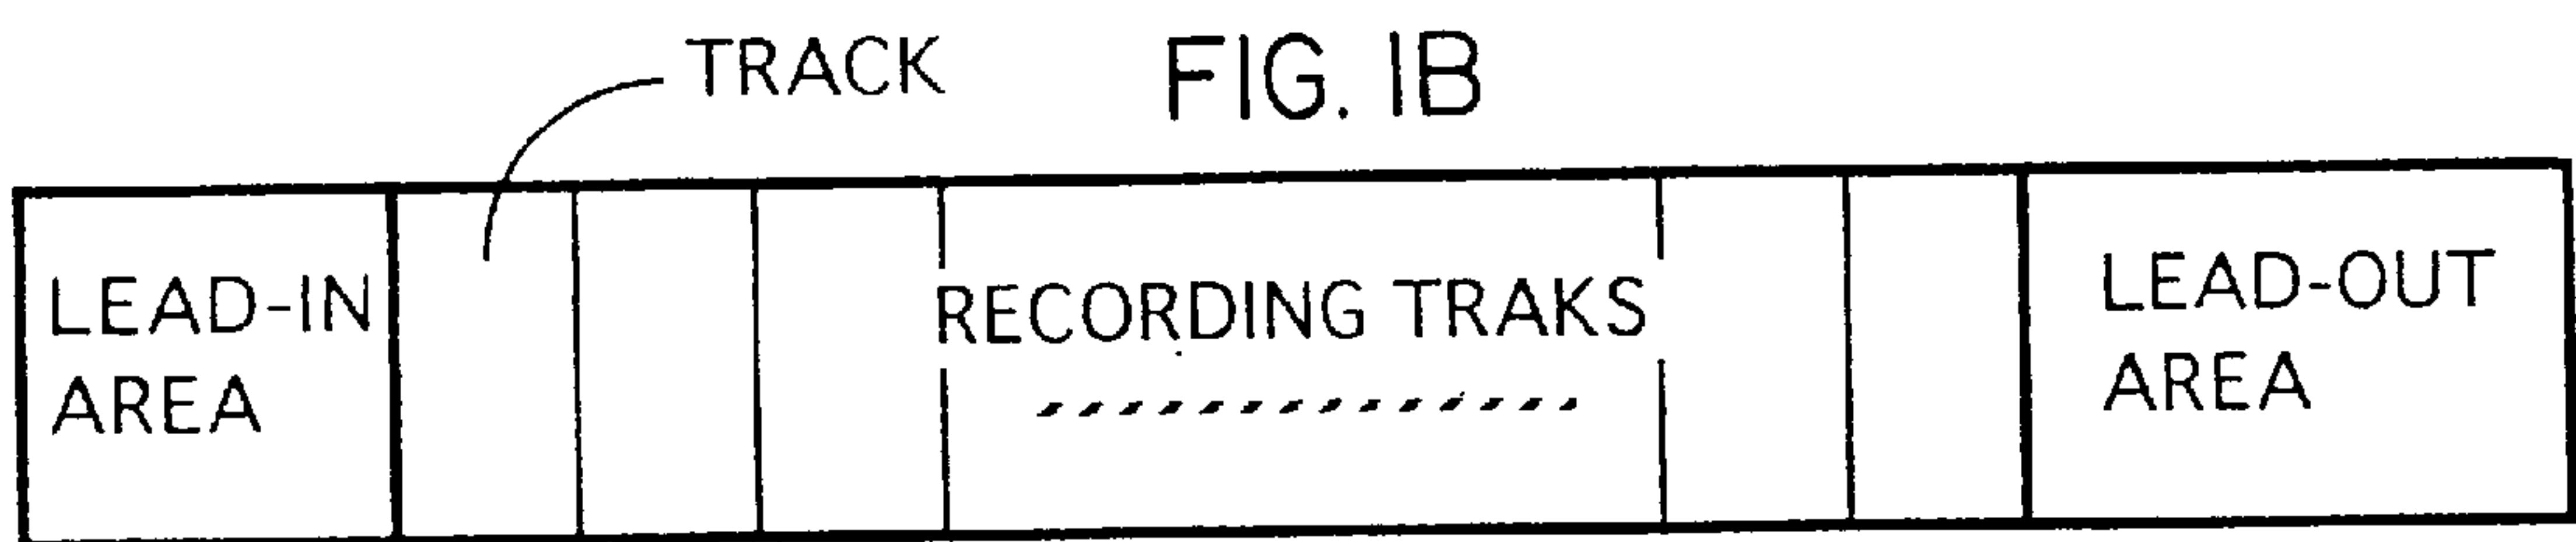 TRACK
FIG. 1B
LEAD-IN
AREA
RECORDING TRAKS
LEAD-OUT
AREA